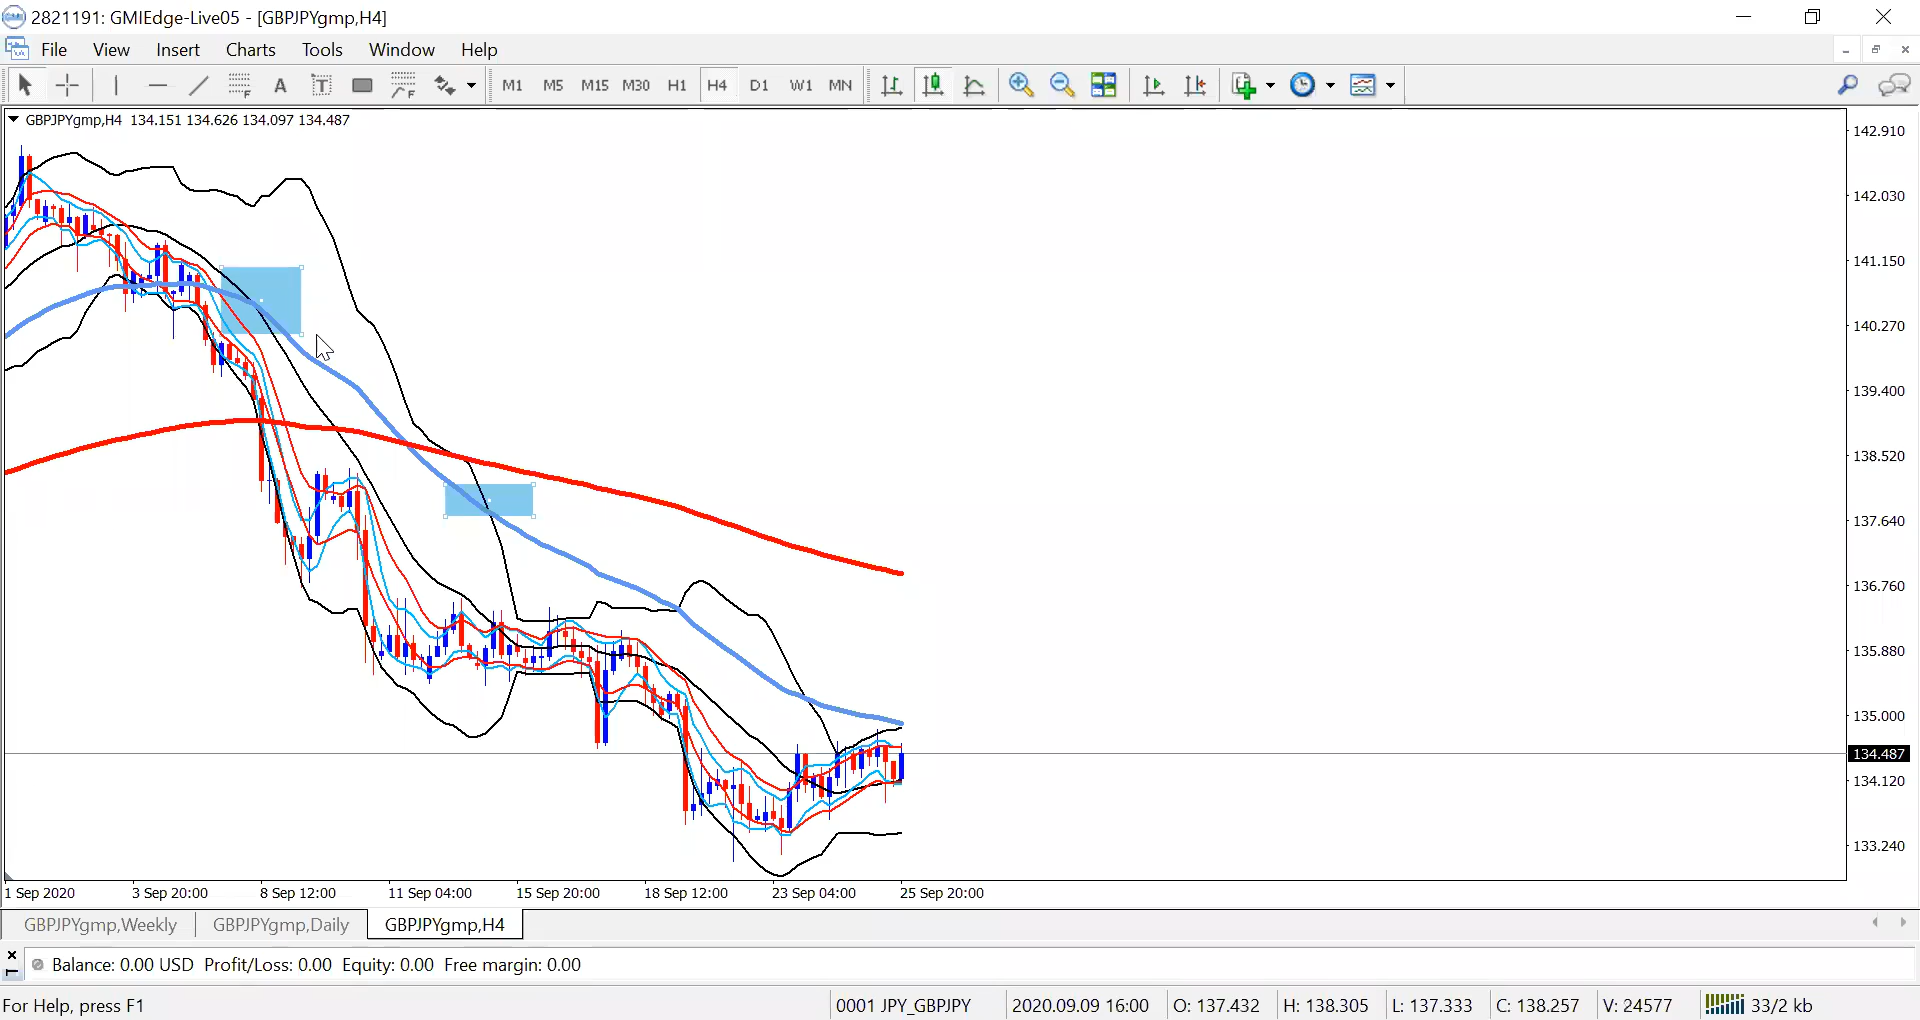 2821191: GMIEdge-Live05 - [GBPJPYgmp,H4]
File View Insert Charts Tools Window Help
A T F F M1 M5 M15 M30 H1 H4 D1 W1 MN
GBPJPYgmp,H4 134.151 134.626 134.097 134.487
142.910
142.030
141.150
140.270
139.400
138.520
137.640
136.760
135.880
135.000
134.487
134.120
133.240
1 Sep 2020 3 Sep 20:00 8 Sep 12:00 11 Sep 04:00 15 Sep 20:00 18 Sep 12:00 23 Sep 04:00 25 Sep 20:00
GBPJPYgmp,Weekly GBPJPYgmp,Daily GBPJPYgmp,H4
Balance: 0.00 USD Profit/Loss: 0.00 Equity: 0.00 Free margin: 0.00
For Help, press F1 0001 JPY_GBPJPY 2020.09.09 16:00 O: 137.432 H: 138.305 L: 137.333 C: 138.257 V: 24577 33/2 kb